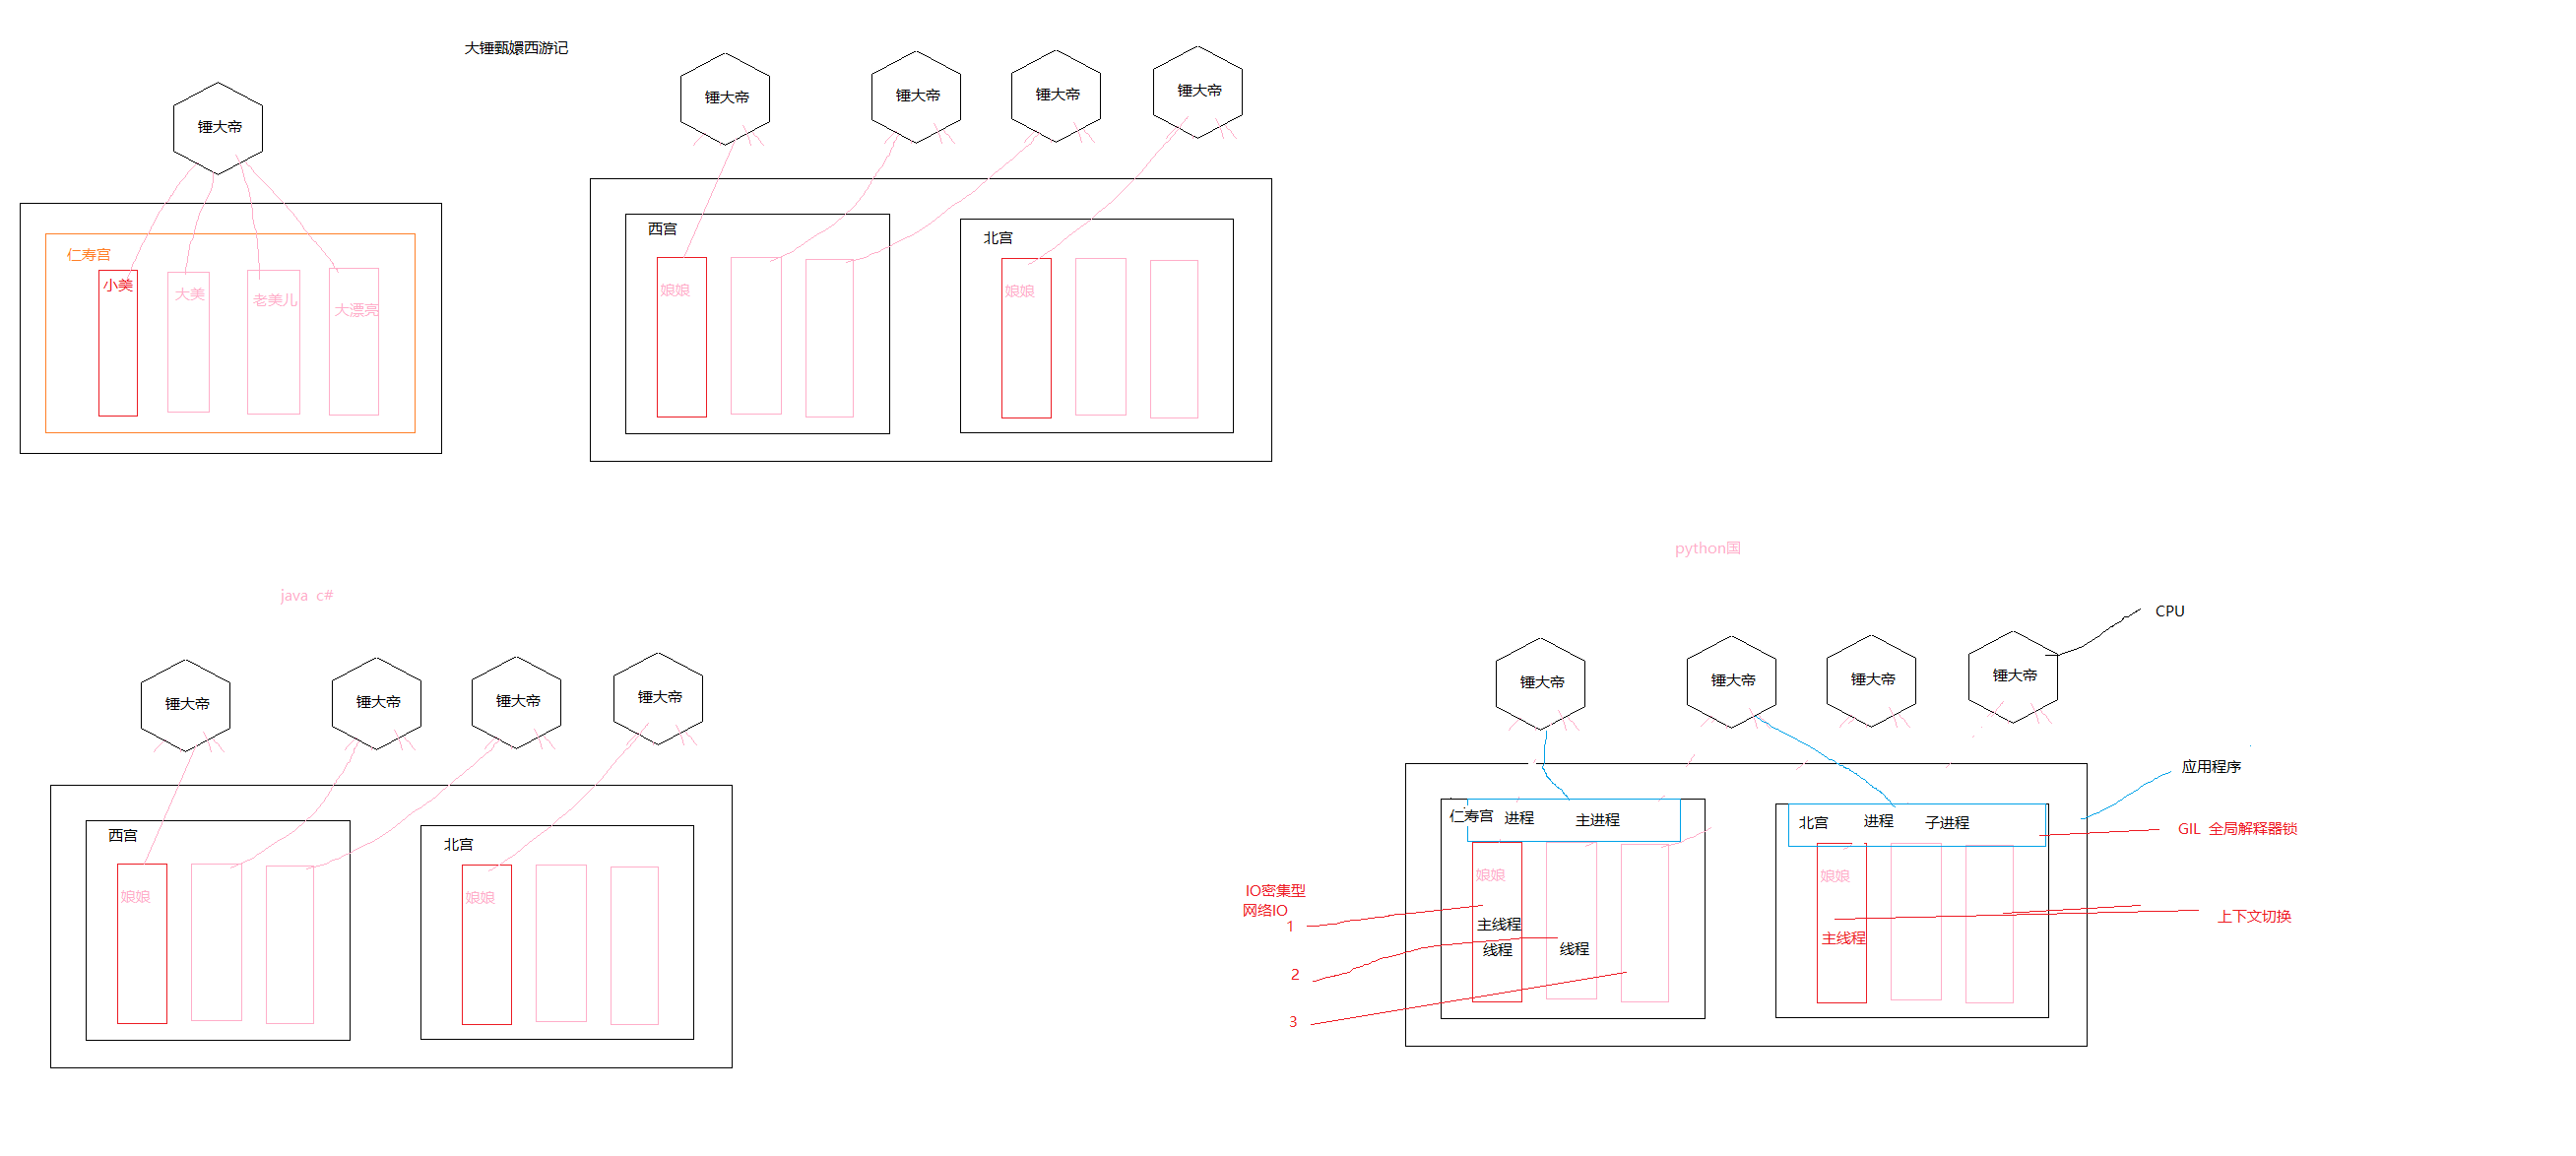 大锤甄嬛西游记
锤大帝
仁寿宫
小美
大美
老美儿
大漂亮
锤大帝
锤大帝
锤大帝
锤大帝
西宫
娘娘
北宫
娘娘
java c#
锤大帝
锤大帝
锤大帝
锤大帝
西宫
娘娘
北宫
娘娘
python国
CPU
锤大帝
锤大帝
锤大帝
锤大帝
应用程序
仁寿宫 进程 主进程
北宫 进程 子进程
GIL 全局解释器锁
娘娘
主线程
线程
线程
娘娘
主线程
上下文切换
IO密集型
网络IO
1
2
3